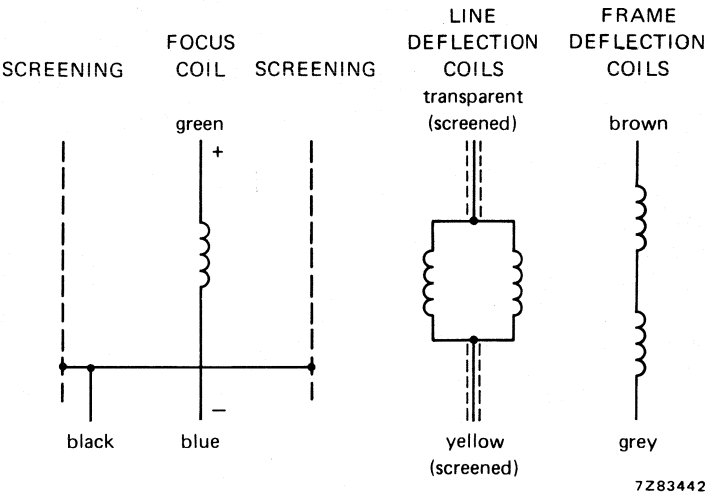 SCREENING
FOCUS
COIL
SCREENING
LINE
DEFLECTION
COILS
FRAME
DEFLECTION
COILS
green
+
transparent
(screened)
brown
black
blue
−
yellow
(screened)
grey
7Z83442